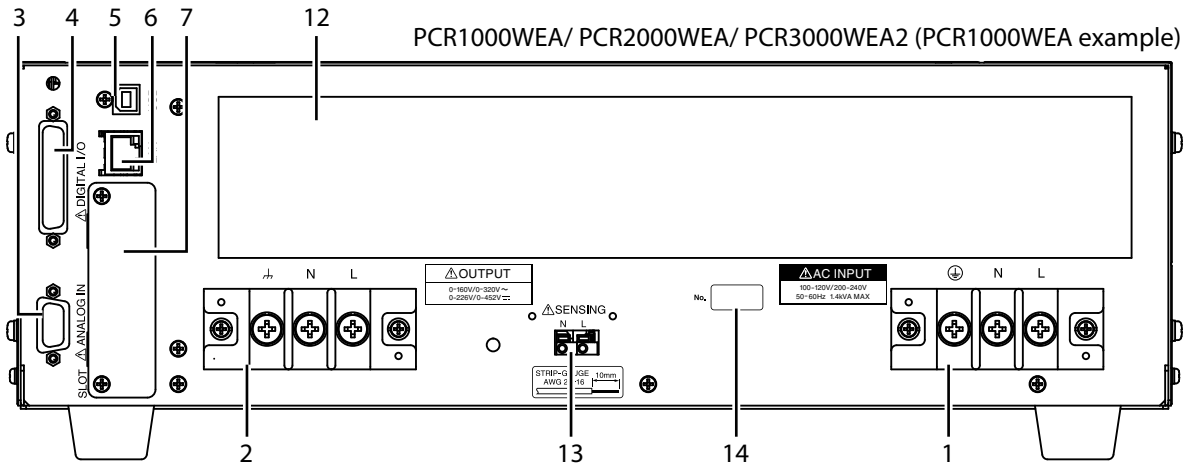 3 4 5 6 7 12
PCR1000WEA/ PCR2000WEA/ PCR3000WEA2 (PCR1000WEA example)
⚠DIGITAL I/O
⚠ANALOG IN
SLOT
N L
⚠OUTPUT
0-160V/0-320V~
0-226V/0-452V⎓
⚠SENSING
N L
STRIP-GAUGE
AWG
16
10mm
No.
⚠AC INPUT
100-120V/200-240V
50-60Hz 1.4kVA MAX
N L
2 13 14 1